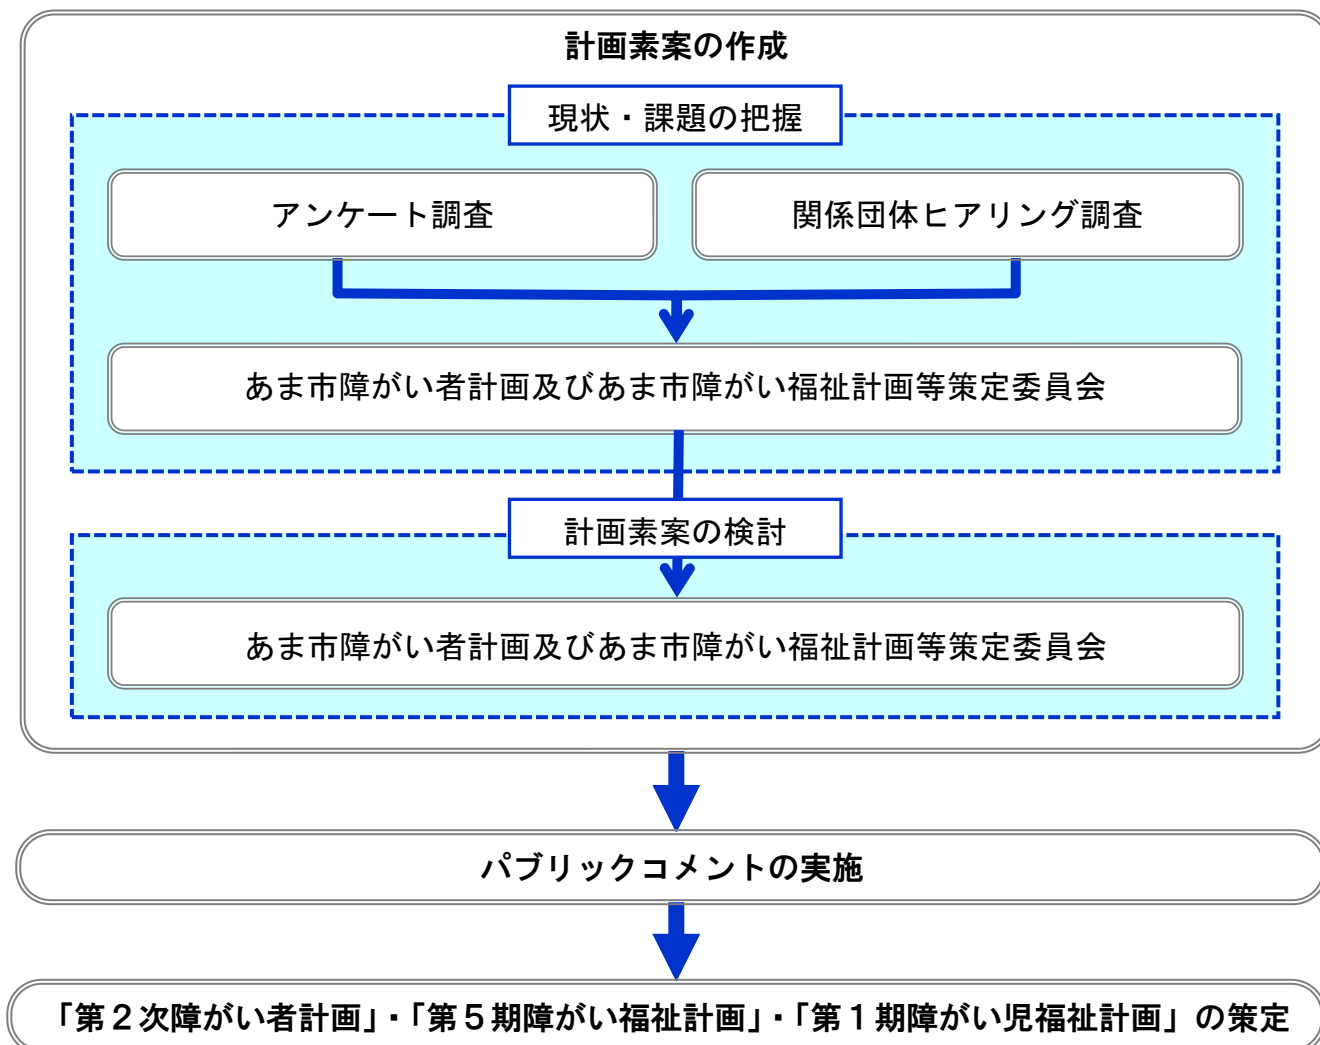 計画素案の作成
現状・課題の把握
アンケート調査
関係団体ヒアリング調査
あま市障がい者計画及びあま市障がい福祉計画等策定委員会
計画素案の検討
あま市障がい者計画及びあま市障がい福祉計画等策定委員会
パブリックコメントの実施
「第２次障がい者計画」・「第５期障がい福祉計画」・「第１期障がい児福祉計画」の策定